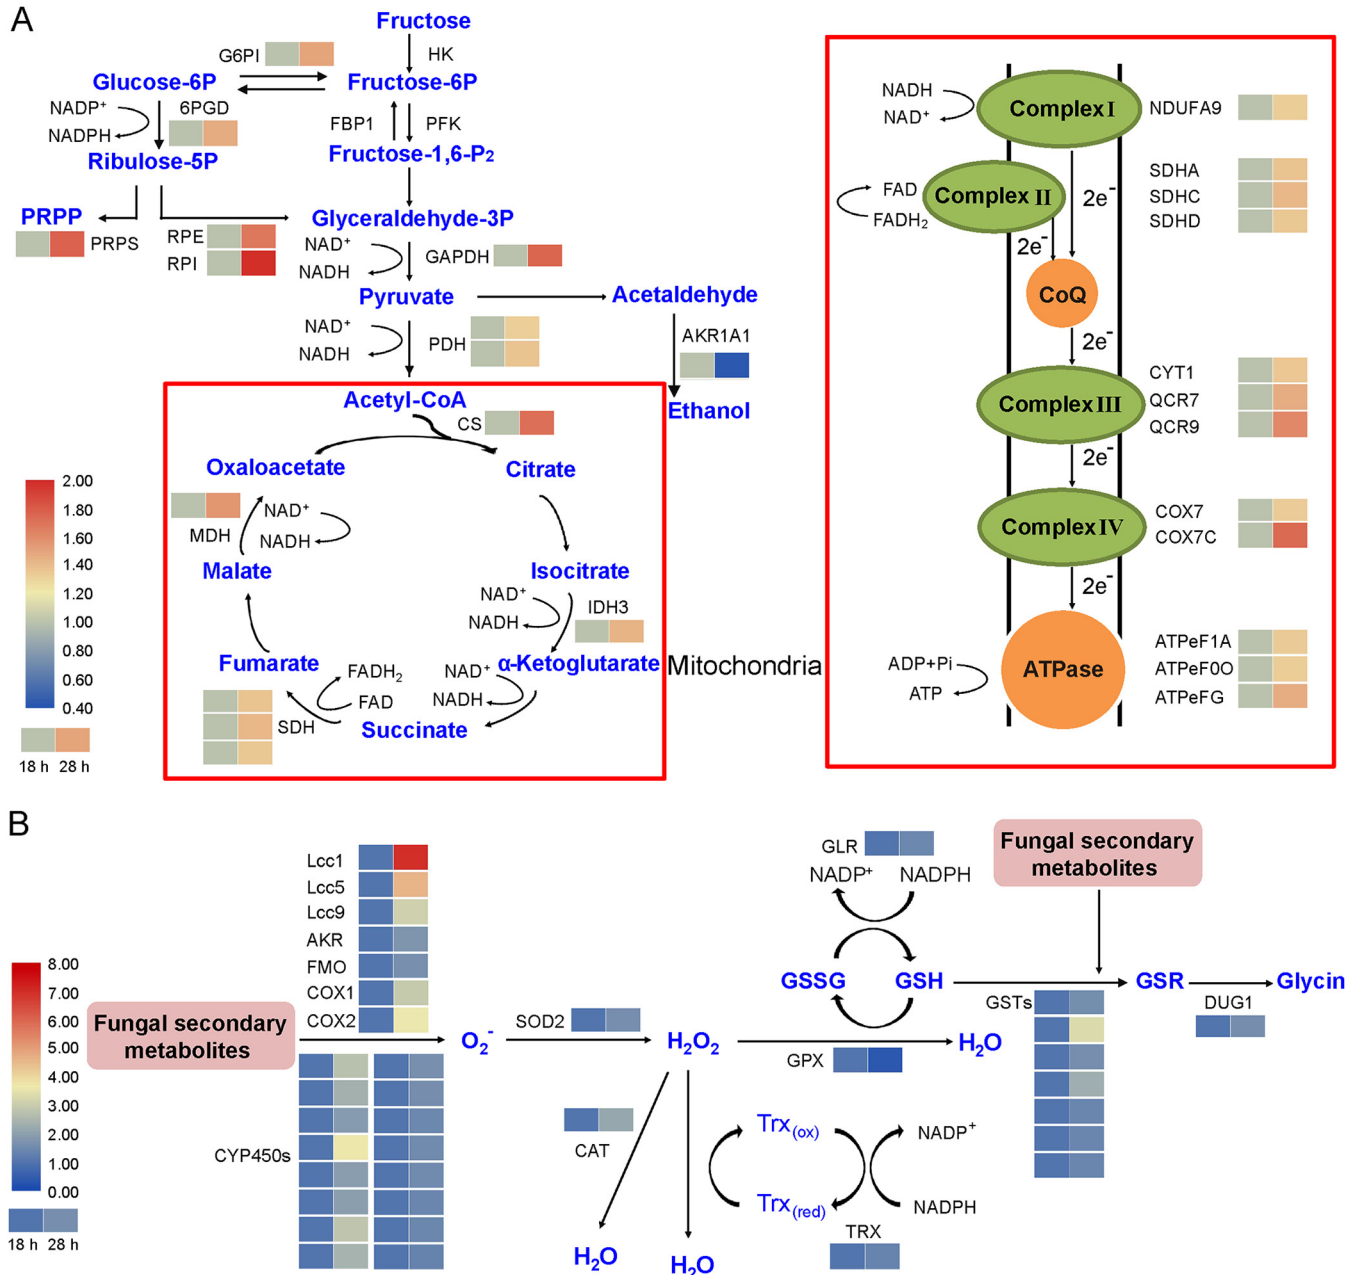 A
Fructose
HK
G6PI
Glucose-6P
Fructose-6P
NADP⁺
NADPH
6PGD
FBP1
PFK
Ribulose-5P
Fructose-1,6-P₂
PRPP
PRPS
RPE
RPI
Glyceraldehyde-3P
NAD⁺
NADH
GAPDH
Pyruvate
Acetaldehyde
NAD⁺
NADH
PDH
AKR1A1
Acetyl-CoA
Ethanol
CS
Oxaloacetate
Citrate
MDH
NAD⁺
NADH
Malate
Isocitrate
NAD⁺
NADH
IDH3
Fumarate
α-Ketoglutarate
Mitochondria
FADH₂
FAD
NAD⁺
NADH
SDH
Succinate
2.00
1.80
1.60
1.40
1.20
1.00
0.80
0.60
0.40
18 h 28 h
NADH
NAD⁺
Complex I
NDUFA9
FAD
FADH₂
Complex II
2e⁻
2e⁻
SDHA
SDHC
SDHD
CoQ
2e⁻
Complex III
CYT1
QCR7
QCR9
2e⁻
Complex IV
COX7
COX7C
2e⁻
ADP+Pi
ATP
ATPase
ATPeF1A
ATPeF0O
ATPeFG
B
8.00
7.00
6.00
5.00
4.00
3.00
2.00
1.00
0.00
18 h 28 h
Fungal secondary
metabolites
Lcc1
Lcc5
Lcc9
AKR
FMO
COX1
COX2
CYP450s
O₂⁻
SOD2
H₂O₂
CAT
H₂O
H₂O
GPX
H₂O
GLR
NADP⁺ NADPH
GSSG
GSH
Fungal secondary
metabolites
GSTs
GSR
DUG1
Glycin
Trx(ox)
Trx(red)
NADP⁺
NADPH
TRX